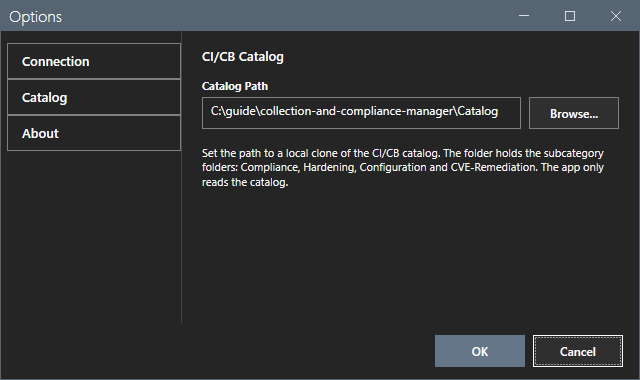 Options
Connection
Catalog
About
CI/CB Catalog
Catalog Path
C:\guide\collection-and-compliance-manager\Catalog
Browse...
Set the path to a local clone of the CI/CB catalog. The folder holds the subcategory
folders: Compliance, Hardening, Configuration and CVE-Remediation. The app only
reads the catalog.
OK
Cancel